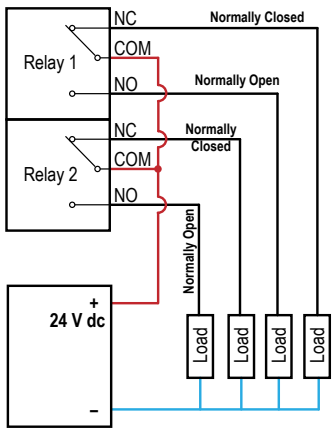 NC
Normally Closed
COM
Relay 1
Normally Open
NO
NC
Normally
Closed
COM
Relay 2
NO
Normally Open
+
24 V dc
Load
Load
Load
Load
–